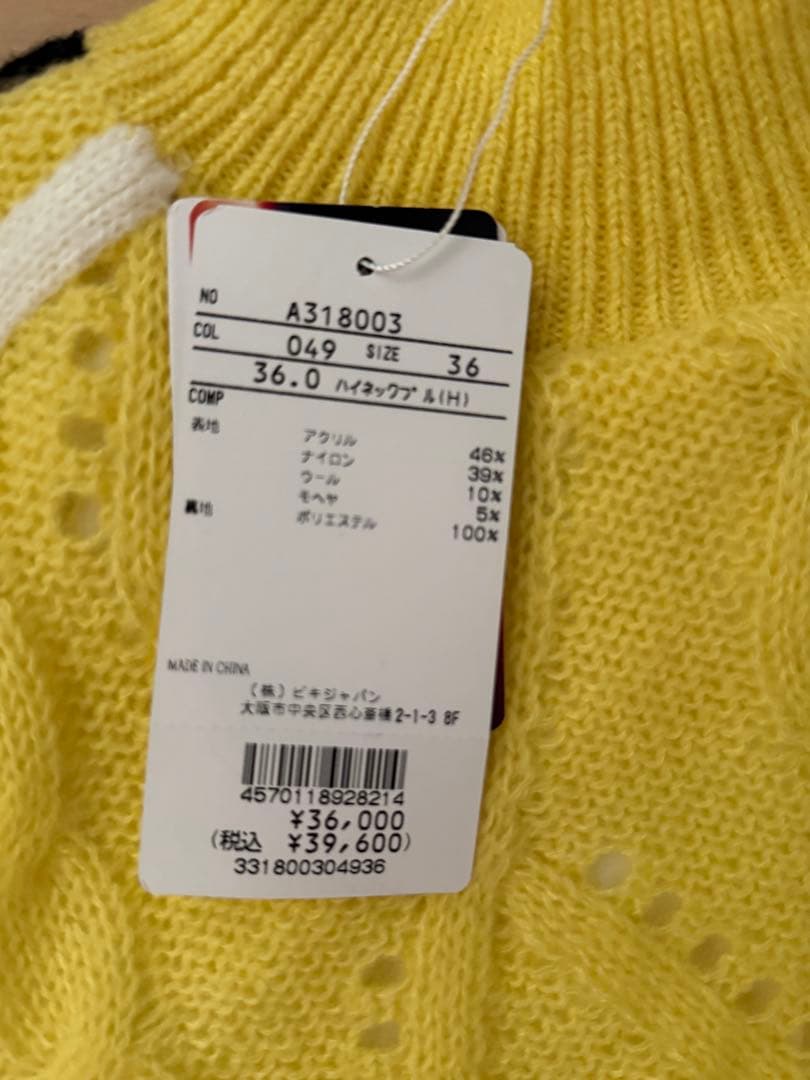 NO A318003
COL 049 SIZE 36
36.0 ハイネックプル(H)
COMP
表地 アクリル 46%
ナイロン 39%
ウール 10%
モヘヤ 5%
裏地 ポリエステル 100%
MADE IN CHINA
(株)ピキジャパン
大阪市中央区西心斎橋2-1-3 8F
4570118928214
¥36,000
(税込 ¥39,600)
331800304936